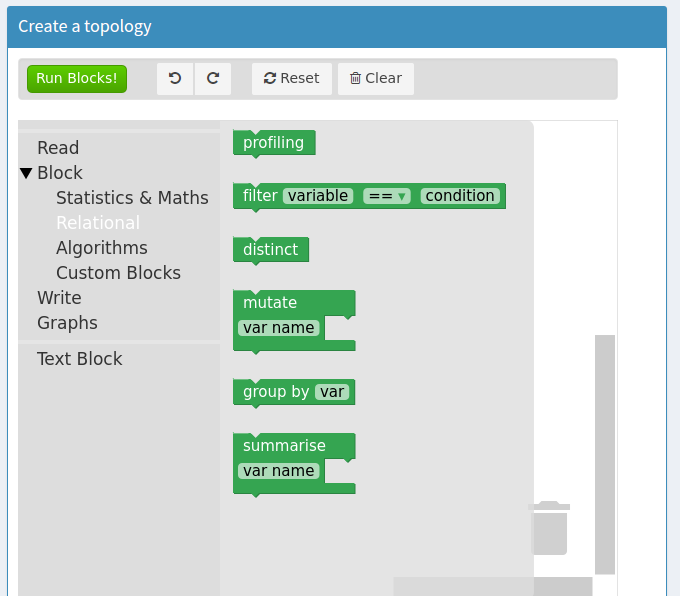 Create a topology
Run Blocks!
Reset
Clear
Read
Block
Statistics & Maths
Relational
Algorithms
Custom Blocks
Write
Graphs
Text Block
profiling
filter variable == ▾ condition
distinct
mutate
var name
group by var
summarise
var name